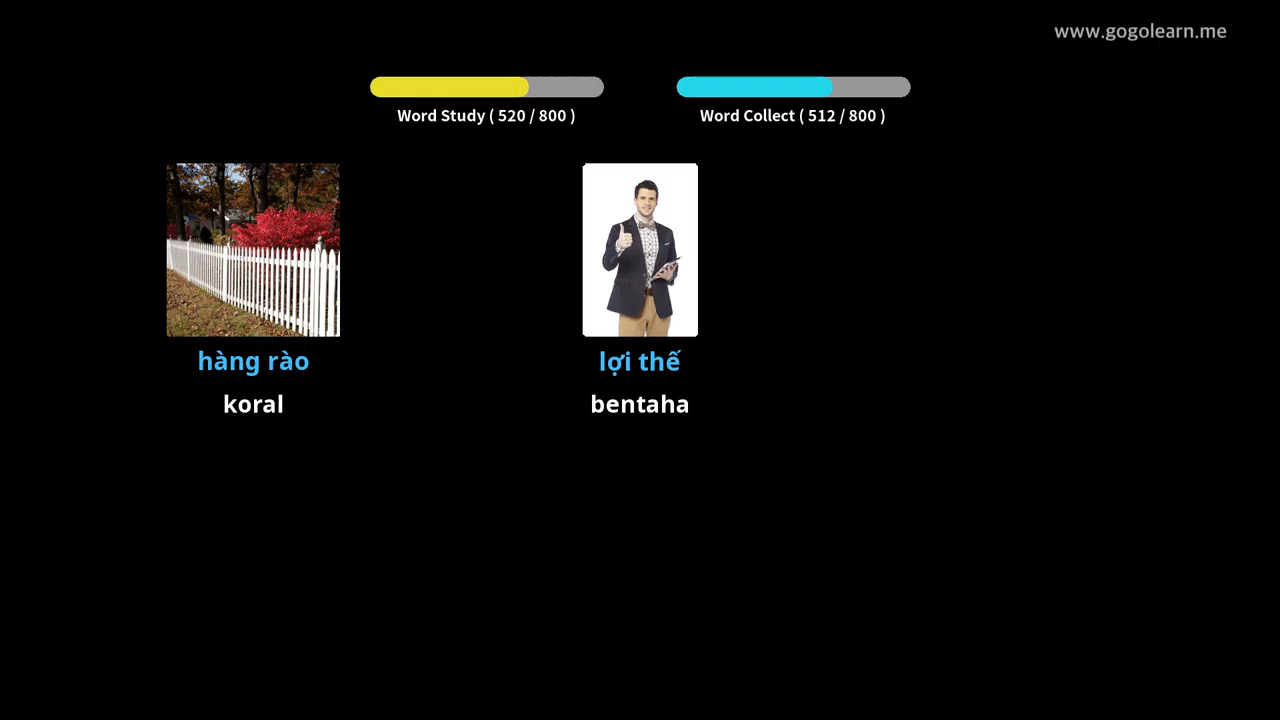 www.gogolearn.me
Word Study ( 520 / 800 )
Word Collect ( 512 / 800 )
hàng rào
koral
lợi thế
bentaha